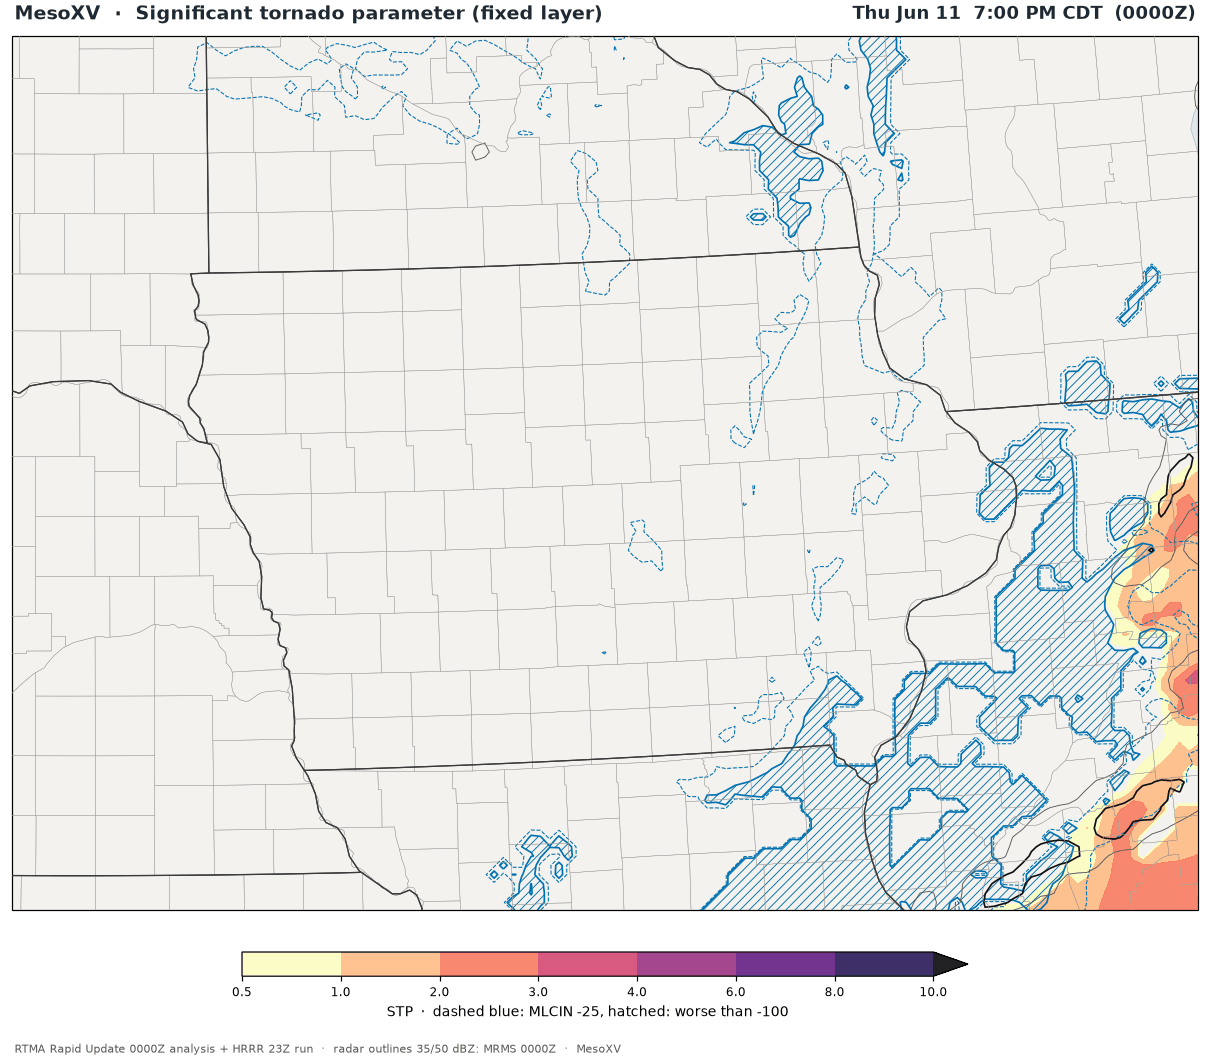 MesoXV · Significant tornado parameter (fixed layer)
Thu Jun 11 7:00 PM CDT (0000Z)
0.5 1.0 2.0 3.0 4.0 6.0 8.0 10.0
STP · dashed blue: MLCIN -25, hatched: worse than -100
RTMA Rapid Update 0000Z analysis + HRRR 23Z run · radar outlines 35/50 dBZ: MRMS 0000Z · MesoXV